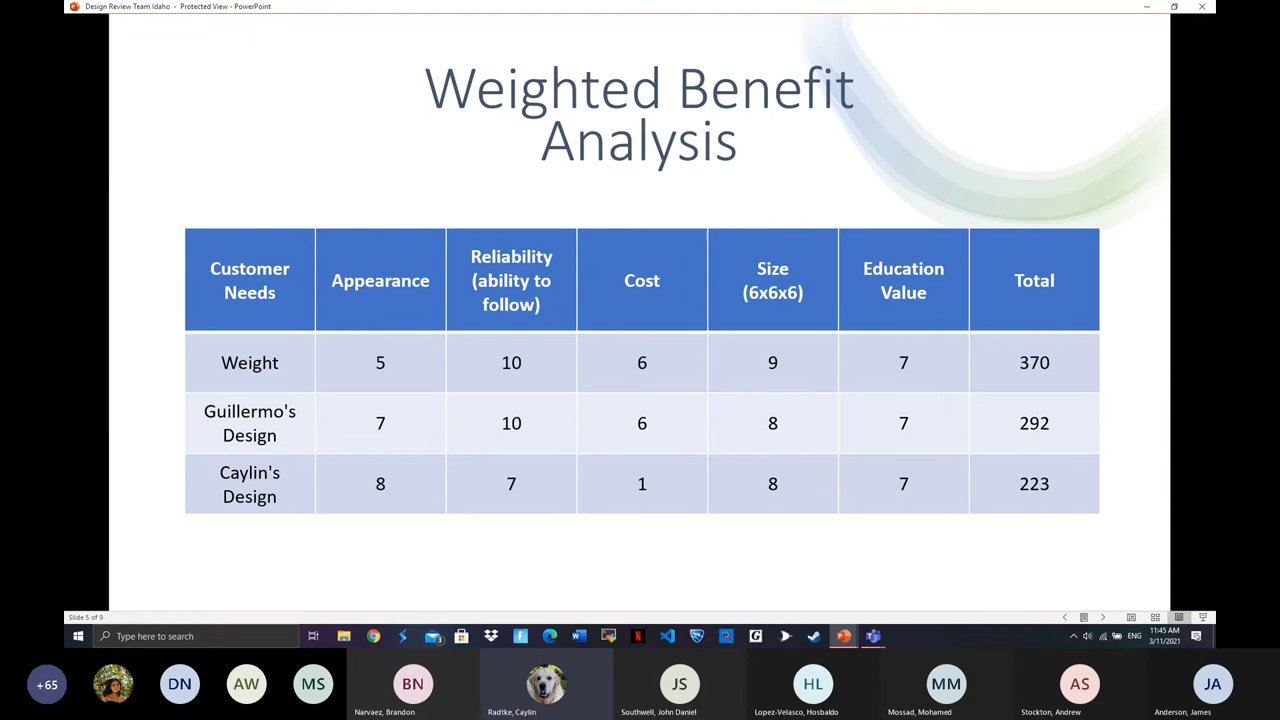 Design Review Team Idaho - Protected View - PowerPoint
Weighted Benefit
Analysis
Customer Needs Appearance Reliability (ability to follow) Cost Size (6x6x6) Education Value Total
Weight 5 10 6 9 7 370
Guillermo's Design 7 10 6 8 7 292
Caylin's Design 8 7 1 8 7 223
Slide 5 of 9
Type here to search
3
ENG
11:45 AM
3/11/2021
+65
DN
AW
MS
BN
JS
HL
MM
AS
JA
Narvaez, Brandon
Radtke, Caylin
Southwell, John Daniel
Lopez-Velasco, Hosbaldo
Mossad, Mohamed
Stockton, Andrew
Anderson, James